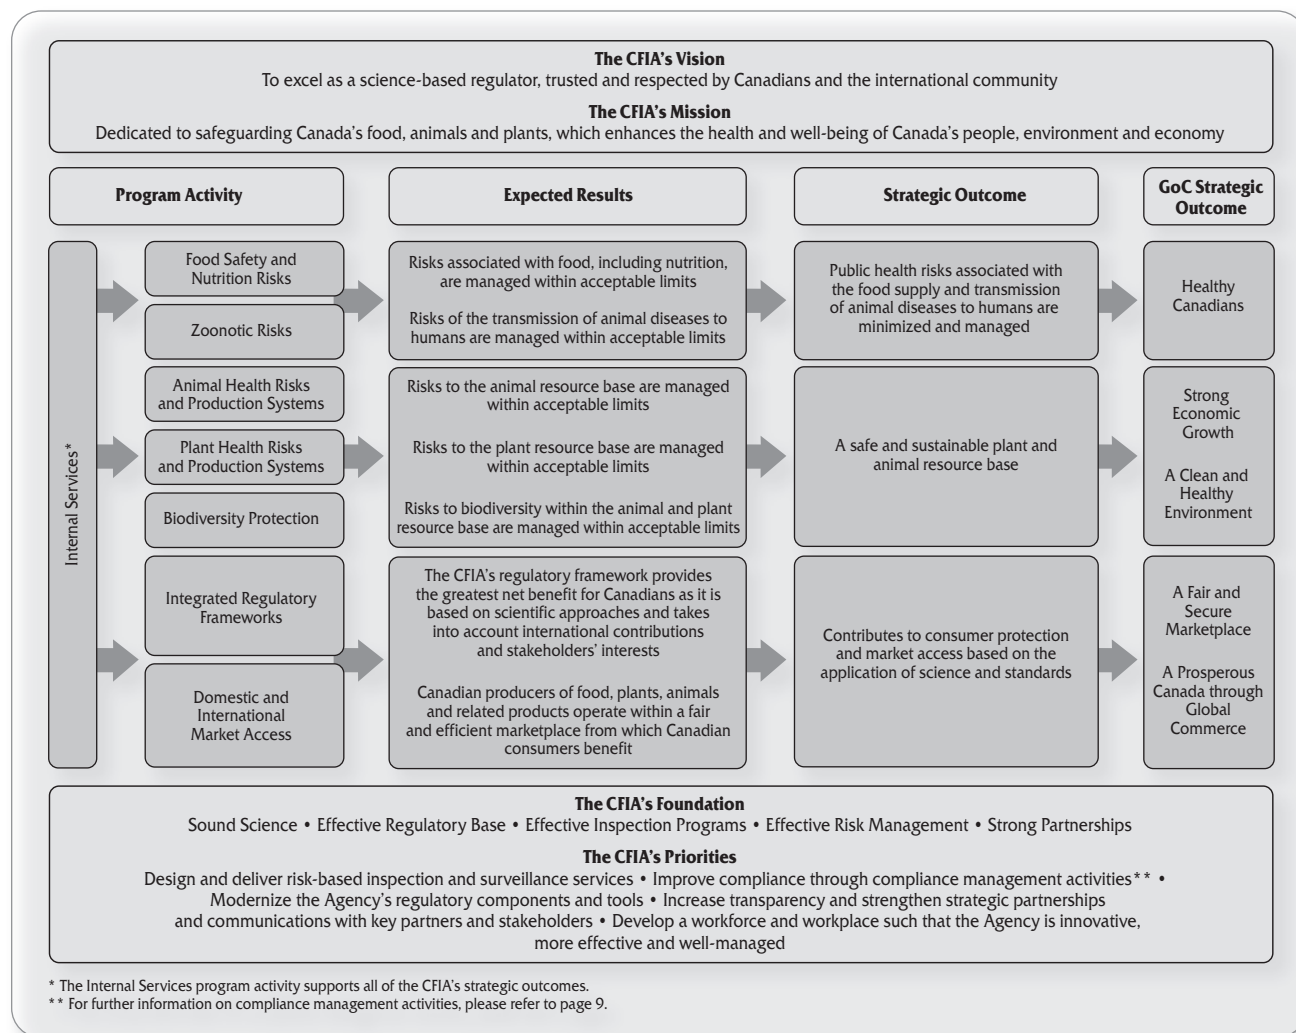 The CFIA's Vision
To excel as a science-based regulator, trusted and respected by Canadians and the international community
The CFIA's Mission
Dedicated to safeguarding Canada's food, animals and plants, which enhances the health and well-being of Canada's people, environment and economy
Program Activity
Expected Results
Strategic Outcome
GoC Strategic
Outcome
Internal Services*
Food Safety and
Nutrition Risks
Zoonotic Risks
Risks associated with food, including nutrition,
are managed within acceptable limits
Risks of the transmission of animal diseases to
humans are managed within acceptable limits
Public health risks associated with
the food supply and transmission
of animal diseases to humans are
minimized and managed
Healthy
Canadians
Animal Health Risks
and Production Systems
Plant Health Risks
and Production Systems
Biodiversity Protection
Risks to the animal resource base are managed
within acceptable limits
Risks to the plant resource base are managed
within acceptable limits
Risks to biodiversity within the animal and plant
resource base are managed within acceptable limits
A safe and sustainable plant and
animal resource base
Strong
Economic
Growth
A Clean and
Healthy
Environment
Integrated Regulatory
Frameworks
Domestic and
International
Market Access
The CFIA's regulatory framework provides
the greatest net benefit for Canadians as it is
based on scientific approaches and takes
into account international contributions
and stakeholders' interests
Canadian producers of food, plants, animals
and related products operate within a fair
and efficient marketplace from which Canadian
consumers benefit
Contributes to consumer protection
and market access based on the
application of science and standards
A Fair and
Secure
Marketplace
A Prosperous
Canada through
Global
Commerce
The CFIA's Foundation
Sound Science • Effective Regulatory Base • Effective Inspection Programs • Effective Risk Management • Strong Partnerships
The CFIA's Priorities
Design and deliver risk-based inspection and surveillance services • Improve compliance through compliance management activities** •
Modernize the Agency's regulatory components and tools • Increase transparency and strengthen strategic partnerships
and communications with key partners and stakeholders • Develop a workforce and workplace such that the Agency is innovative,
more effective and well-managed
* The Internal Services program activity supports all of the CFIA's strategic outcomes.
** For further information on compliance management activities, please refer to page 9.